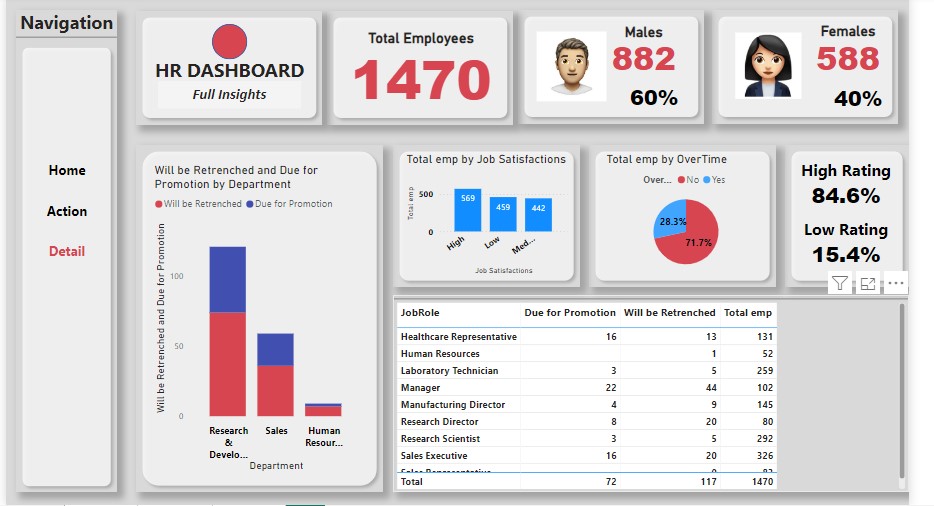 Navigation
Home
Action
Detail
HR DASHBOARD
Full Insights
Total Employees
1470
Males
882
60%
Females
588
40%
Will be Retrenched and Due for
Promotion by Department
Will be Retrenched Due for Promotion
Will be Retrenched and Due for Promotion
100
50
0
Research
&
Develo...
Sales
Human
Resour...
Department
Total emp by Job Satisfactions
Total emp
500
0
569
459
442
High
Low
Med...
Job Satisfactions
Total emp by OverTime
Over... No Yes
28.3%
71.7%
High Rating
84.6%
Low Rating
15.4%
JobRole Due for Promotion Will be Retrenched Total emp
Healthcare Representative 16 13 131
Human Resources 1 52
Laboratory Technician 3 5 259
Manager 22 44 102
Manufacturing Director 4 9 145
Research Director 8 20 80
Research Scientist 3 5 292
Sales Executive 16 20 326
Total 72 117 1470